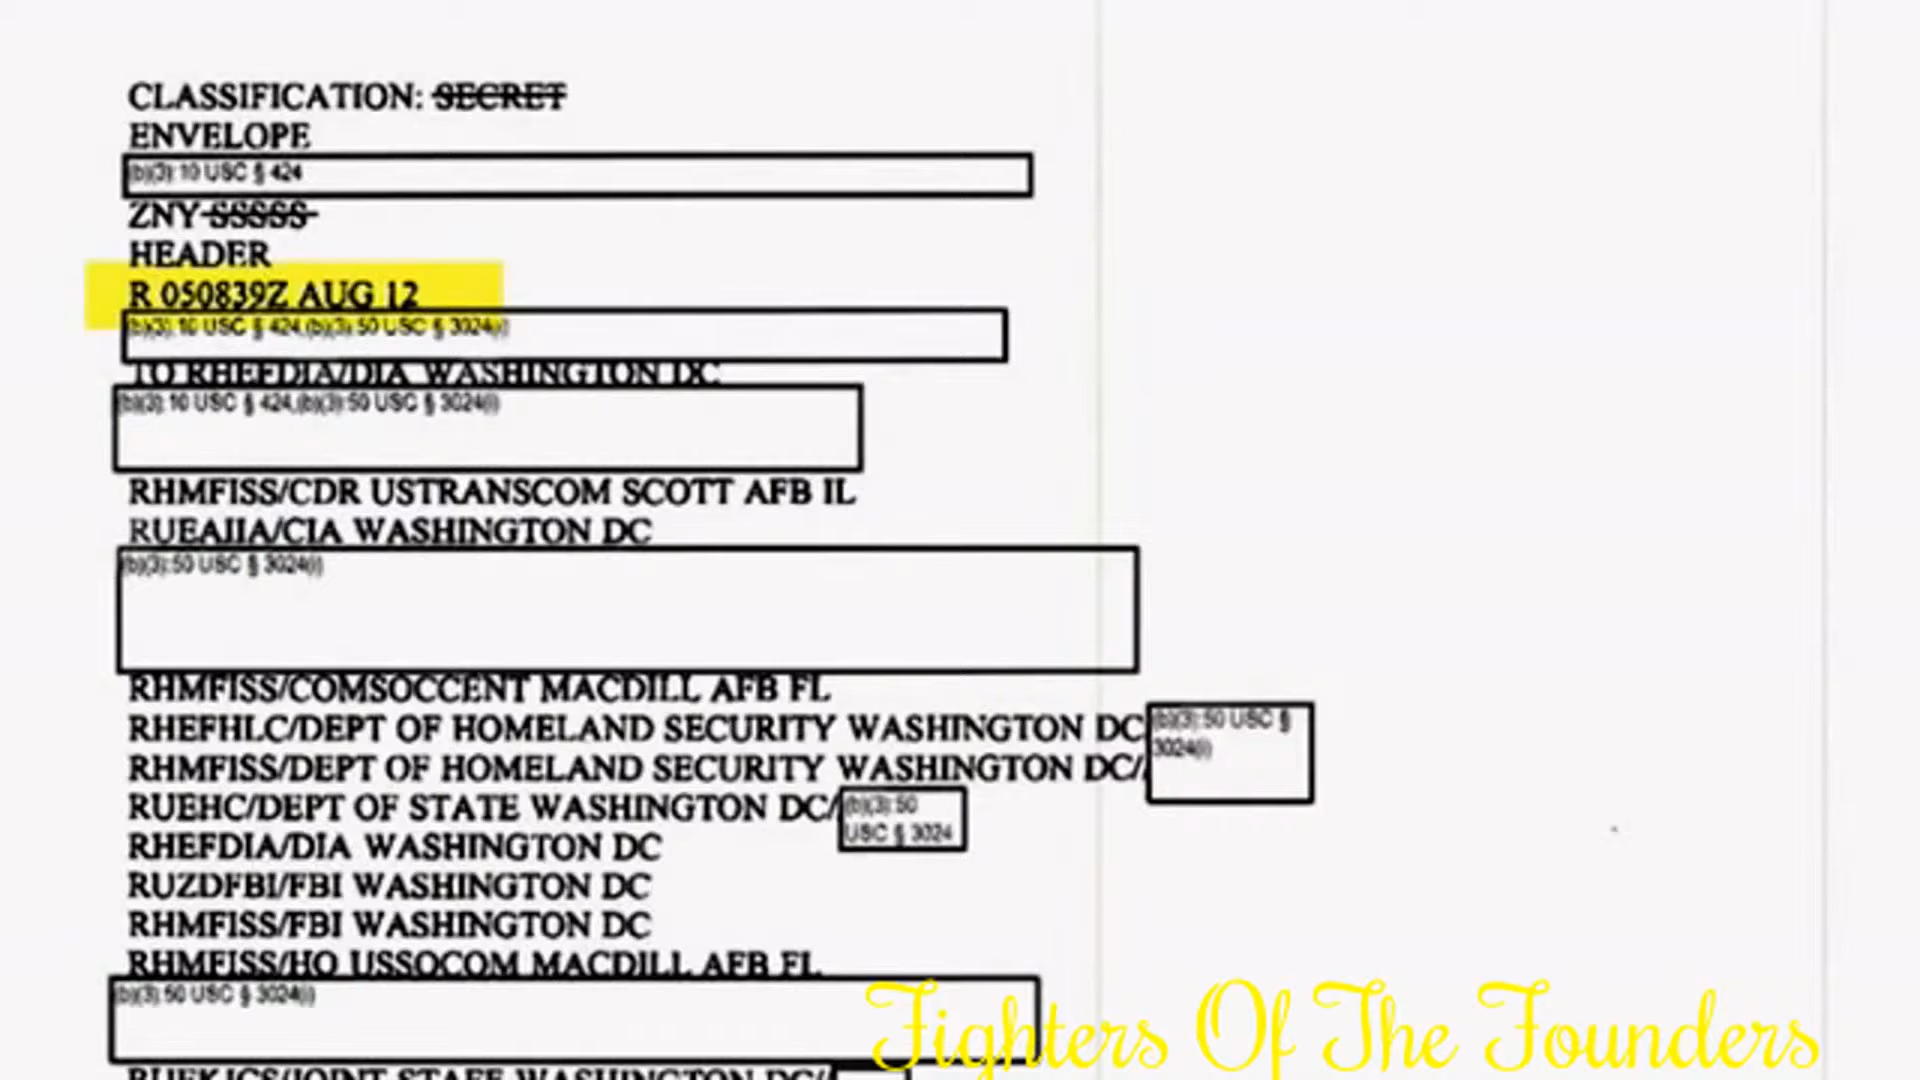 CLASSIFICATION: SECRET
ENVELOPE
(b)(3):10 USC § 424
ZNY SSSSS
HEADER
R 050839Z AUG 12
(b)(3):10 USC § 424,(b)(3):50 USC § 3024(i)
TO RHEFDIA/DIA WASHINGTON DC
(b)(3):10 USC § 424,(b)(3):50 USC § 3024(i)
RHMFISS/CDR USTRANSCOM SCOTT AFB IL
RUEAIIA/CIA WASHINGTON DC
(b)(3):50 USC § 3024(i)
RHMFISS/COMSOCCENT MACDILL AFB FL
RHEFHLC/DEPT OF HOMELAND SECURITY WASHINGTON DC (b)(3):50 USC §
RHMFISS/DEPT OF HOMELAND SECURITY WASHINGTON DC/ 3024(i)
RUEHC/DEPT OF STATE WASHINGTON DC/ (b)(3):50
USC § 3024
RHEFDIA/DIA WASHINGTON DC
RUZDFBI/FBI WASHINGTON DC
RHMFISS/FBI WASHINGTON DC
RHMFISS/HQ USSOCOM MACDILL AFB FL
(b)(3):50 USC § 3024(i)
RUEKJCS/JOINT STAFF WASHINGTON DC/
Fighters Of The Founders